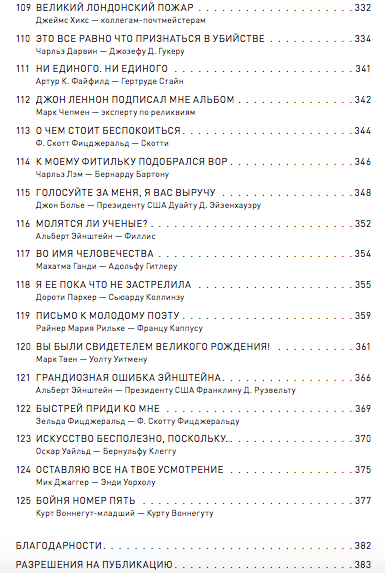 109 ВЕЛИКИЙ ЛОНДОНСКИЙ ПОЖАР . . . . . . . . . . . . . . . . . 332
Джеймс Хикс — коллегам-почтмейстерам
110 ЭТО ВСЕ РАВНО ЧТО ПРИЗНАТЬСЯ В УБИЙСТВЕ . . . . . . . . 334
Чарльз Дарвин — Джозефу Д. Гукеру
111 НИ ЕДИНОГО. НИ ЕДИНОГО . . . . . . . . . . . . . . . . . . 341
Артур К. Файфилд — Гертруде Стайн
112 ДЖОН ЛЕННОН ПОДПИСАЛ МНЕ АЛЬБОМ . . . . . . . . . . . . 342
Марк Чепмен — эксперту по реликвиям
113 О ЧЕМ СТОИТ БЕСПОКОИТЬСЯ . . . . . . . . . . . . . . . . . 344
Ф. Скотт Фицджеральд — Скотти
114 К МОЕМУ ФИТИЛЬКУ ПОДОБРАЛСЯ ВОР . . . . . . . . . . . . . 346
Чарльз Лэм — Бернарду Бартону
115 ГОЛОСУЙТЕ ЗА МЕНЯ, Я ВАС ВЫРУЧУ . . . . . . . . . . . . . 348
Джон Болье — Президенту США Дуайту Д. Эйзенхауэру
116 МОЛЯТСЯ ЛИ УЧЕНЫЕ? . . . . . . . . . . . . . . . . . . . . 352
Альберт Эйнштейн — Филлис
117 ВО ИМЯ ЧЕЛОВЕЧЕСТВА . . . . . . . . . . . . . . . . . . . 354
Махатма Ганди — Адольфу Гитлеру
118 Я ЕЕ ПОКА ЧТО НЕ ЗАСТРЕЛИЛА . . . . . . . . . . . . . . . 355
Дороти Паркер — Сьюарду Коллинзу
119 ПИСЬМО К МОЛОДОМУ ПОЭТУ . . . . . . . . . . . . . . . . . 359
Райнер Мария Рильке — Францу Каппусу
120 ВЫ БЫЛИ СВИДЕТЕЛЕМ ВЕЛИКОГО РОЖДЕНИЯ! . . . . . . . . . 361
Марк Твен — Уолту Уитмену
121 ГРАНДИОЗНАЯ ОШИБКА ЭЙНШТЕЙНА . . . . . . . . . . . . . . 366
Альберт Эйнштейн — Президенту США Франклину Д. Рузвельту
122 БЫСТРЕЙ ПРИДИ КО МНЕ . . . . . . . . . . . . . . . . . . . 369
Зельда Фицджеральд — Ф. Скотту Фицджеральду
123 ИСКУССТВО БЕСПОЛЕЗНО, ПОСКОЛЬКУ... . . . . . . . . . . . . 370
Оскар Уайльд — Бернульфу Клеггу
124 ОСТАВЛЯЮ ВСЕ НА ТВОЕ УСМОТРЕНИЕ . . . . . . . . . . . . . 375
Мик Джаггер — Энди Уорхолу
125 БОЙНЯ НОМЕР ПЯТЬ . . . . . . . . . . . . . . . . . . . . . 377
Курт Воннегут-младший — Курту Воннегуту
БЛАГОДАРНОСТИ . . . . . . . . . . . . . . . . . . . . . . . . . 382
РАЗРЕШЕНИЯ НА ПУБЛИКАЦИЮ . . . . . . . . . . . . . . . . . . . 383